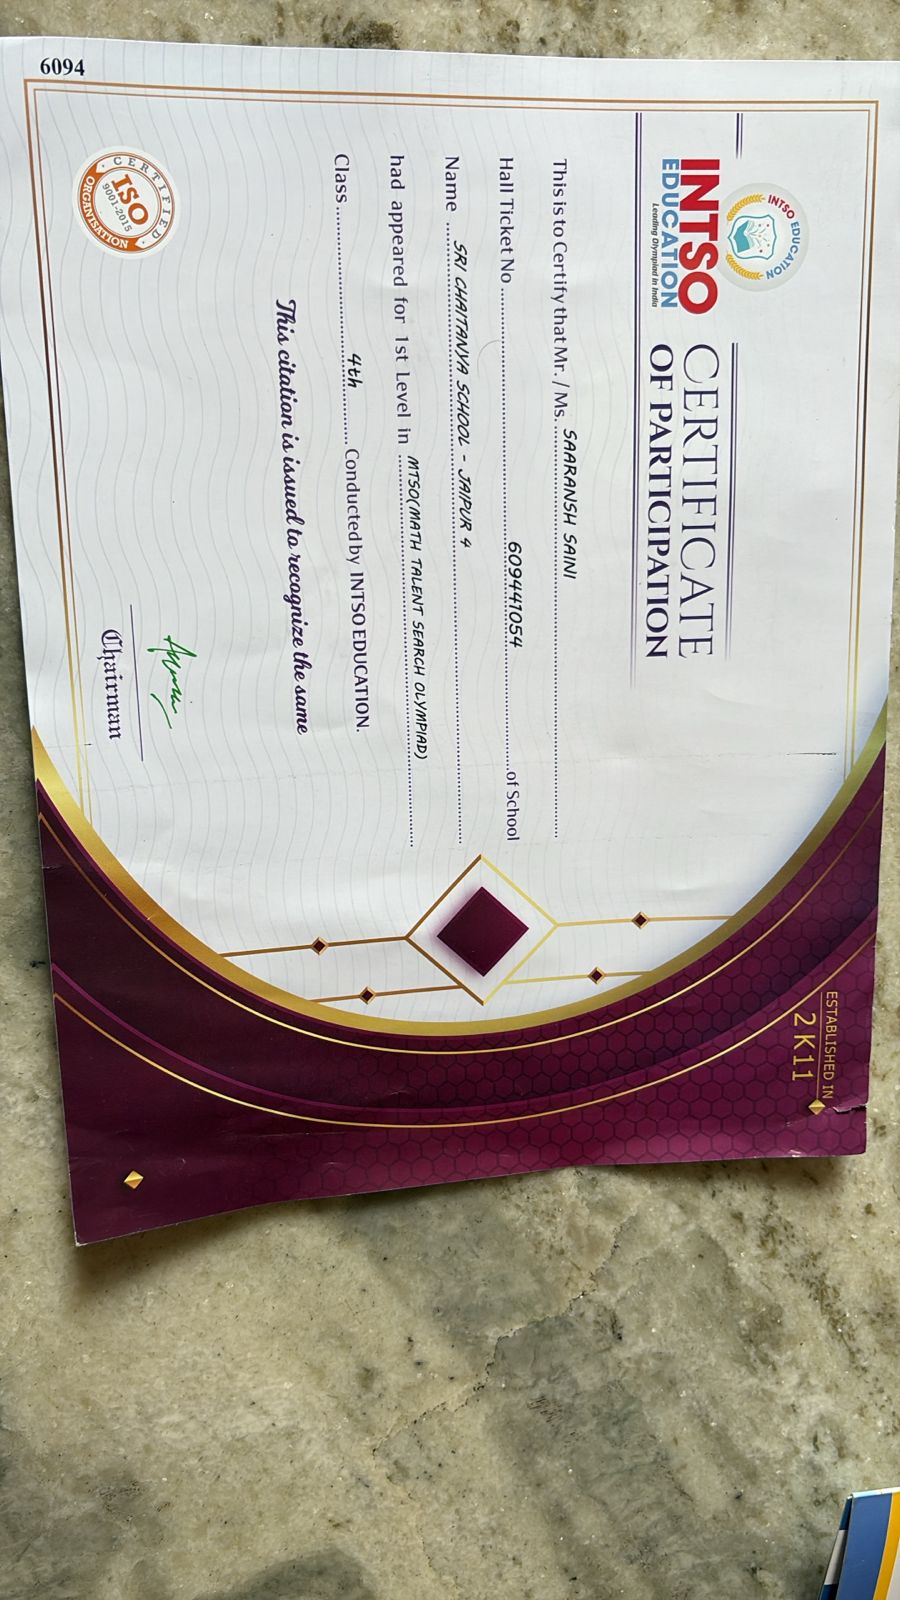 6094
INTSO EDUCATION
INTSO
EDUCATION
Leading Olympiad in India
CERTIFICATE
OF PARTICIPATION
ESTABLISHED IN
2K11
This is to Certify that Mr. / Ms. SAARANSH SAINI
Hall Ticket No 609441054 of School
Name SRI CHAITANYA SCHOOL - JAIPUR 4
had appeared for 1st Level in MTSO(MATH TALENT SEARCH OLYMPIAD)
Class 4th Conducted by INTSO EDUCATION.
This citation is issued to recognize the same
CERTIFIED
ISO
9001-2015
ORGANISATION
Chairman